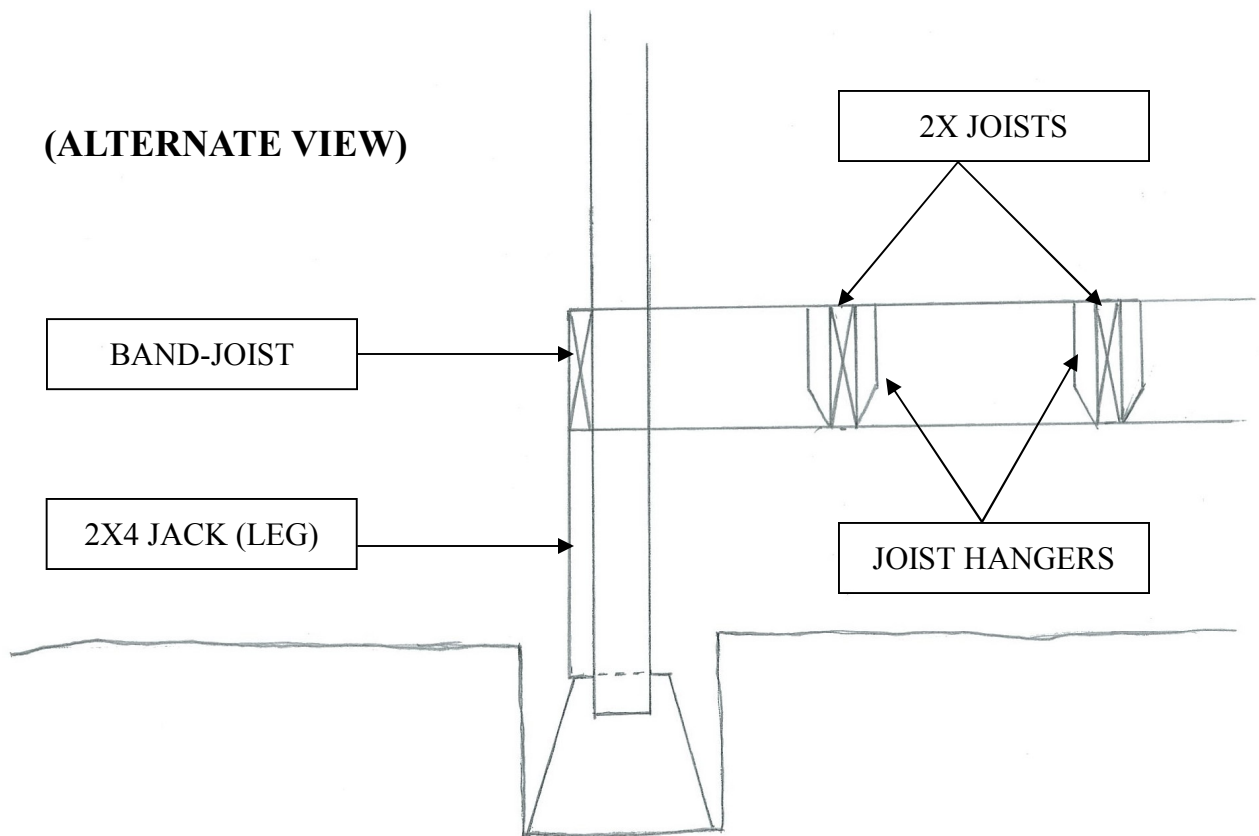 (ALTERNATE VIEW)
2X JOISTS
BAND-JOIST
2X4 JACK (LEG)
JOIST HANGERS